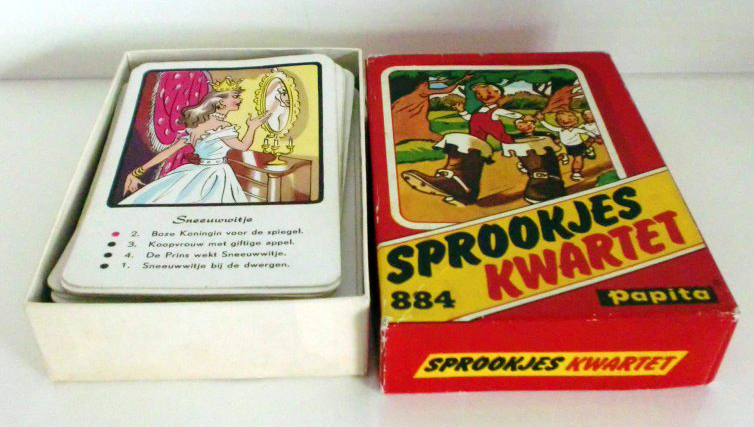 Sneeuwwitje
2. Boze Koningin voor de spiegel.
3. Koopvrouw met giftige appel.
4. De Prins wekt Sneeuwwitje.
1. Sneeuwwitje bij de dwergen.
SPROOKJES
KWARTET
884
Papita
SPROOKJES KWARTET